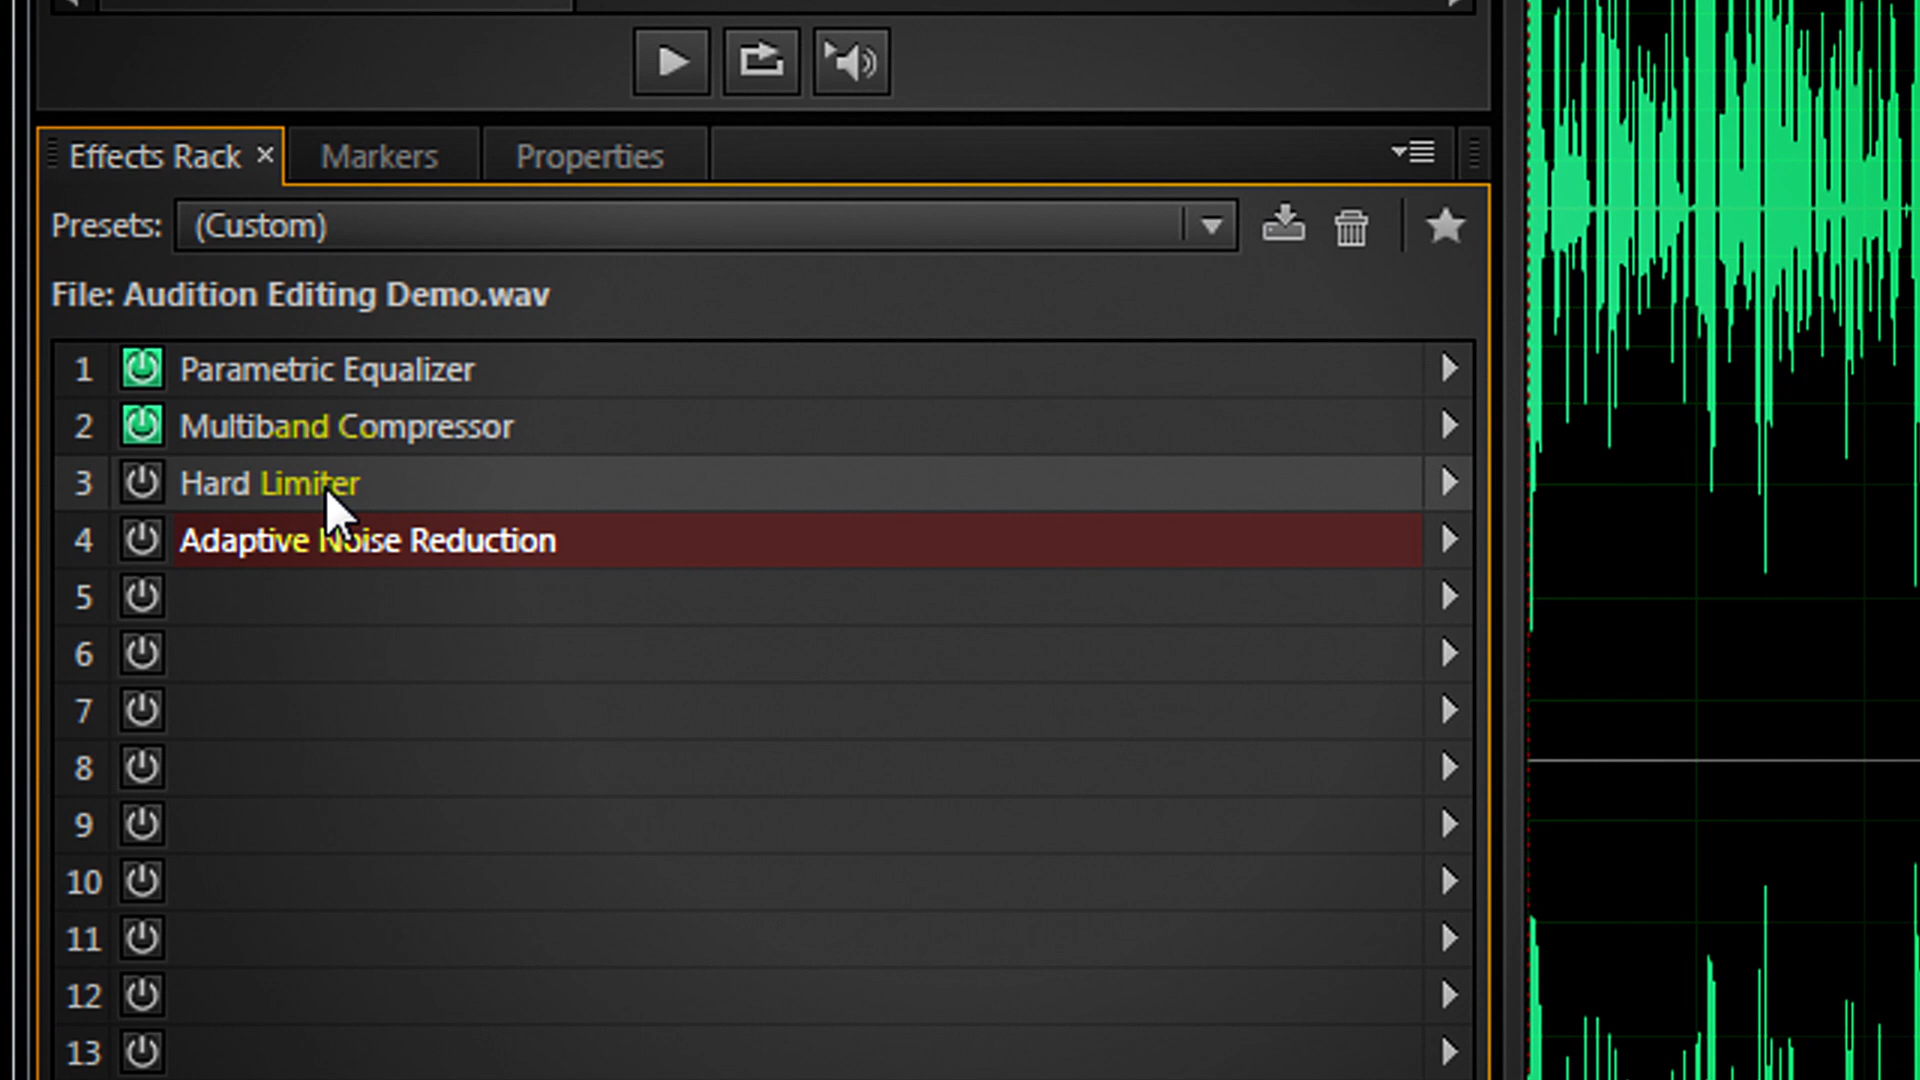 Effects Rack × Markers Properties
Presets: (Custom)
File: Audition Editing Demo.wav
1 Parametric Equalizer
2 Multiband Compressor
3 Hard Limiter
4 Adaptive Noise Reduction
5
6
7
8
9
10
11
12
13